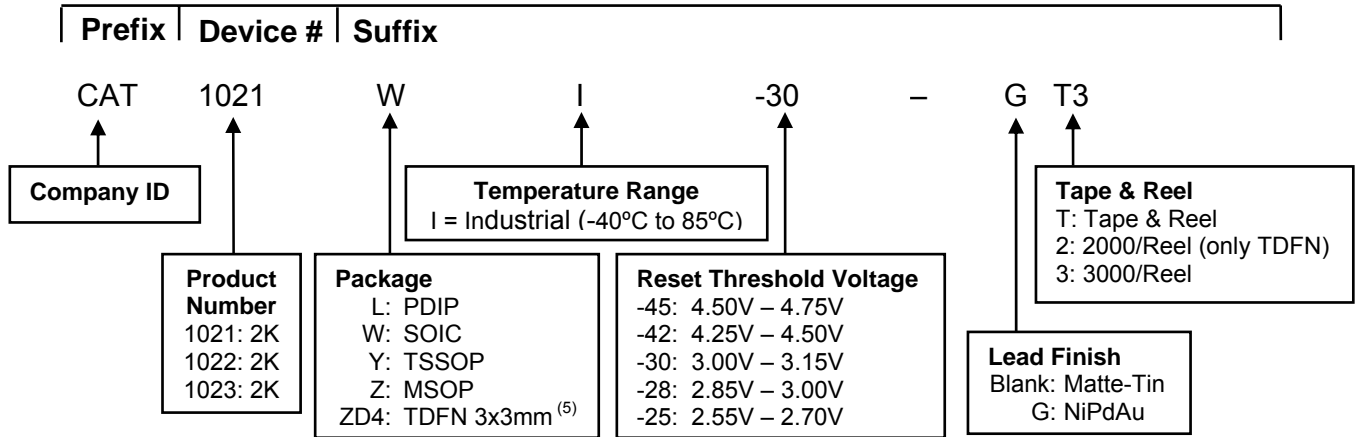 Prefix Device # Suffix
CAT 1021 W I -30 – G T3
Company ID
Temperature Range
I = Industrial (-40ºC to 85ºC)
Tape & Reel
T: Tape & Reel
2: 2000/Reel (only TDFN)
3: 3000/Reel
Product
Number
1021: 2K
1022: 2K
1023: 2K
Package
L: PDIP
W: SOIC
Y: TSSOP
Z: MSOP
ZD4: TDFN 3x3mm (5)
Reset Threshold Voltage
-45: 4.50V – 4.75V
-42: 4.25V – 4.50V
-30: 3.00V – 3.15V
-28: 2.85V – 3.00V
-25: 2.55V – 2.70V
Lead Finish
Blank: Matte-Tin
G: NiPdAu